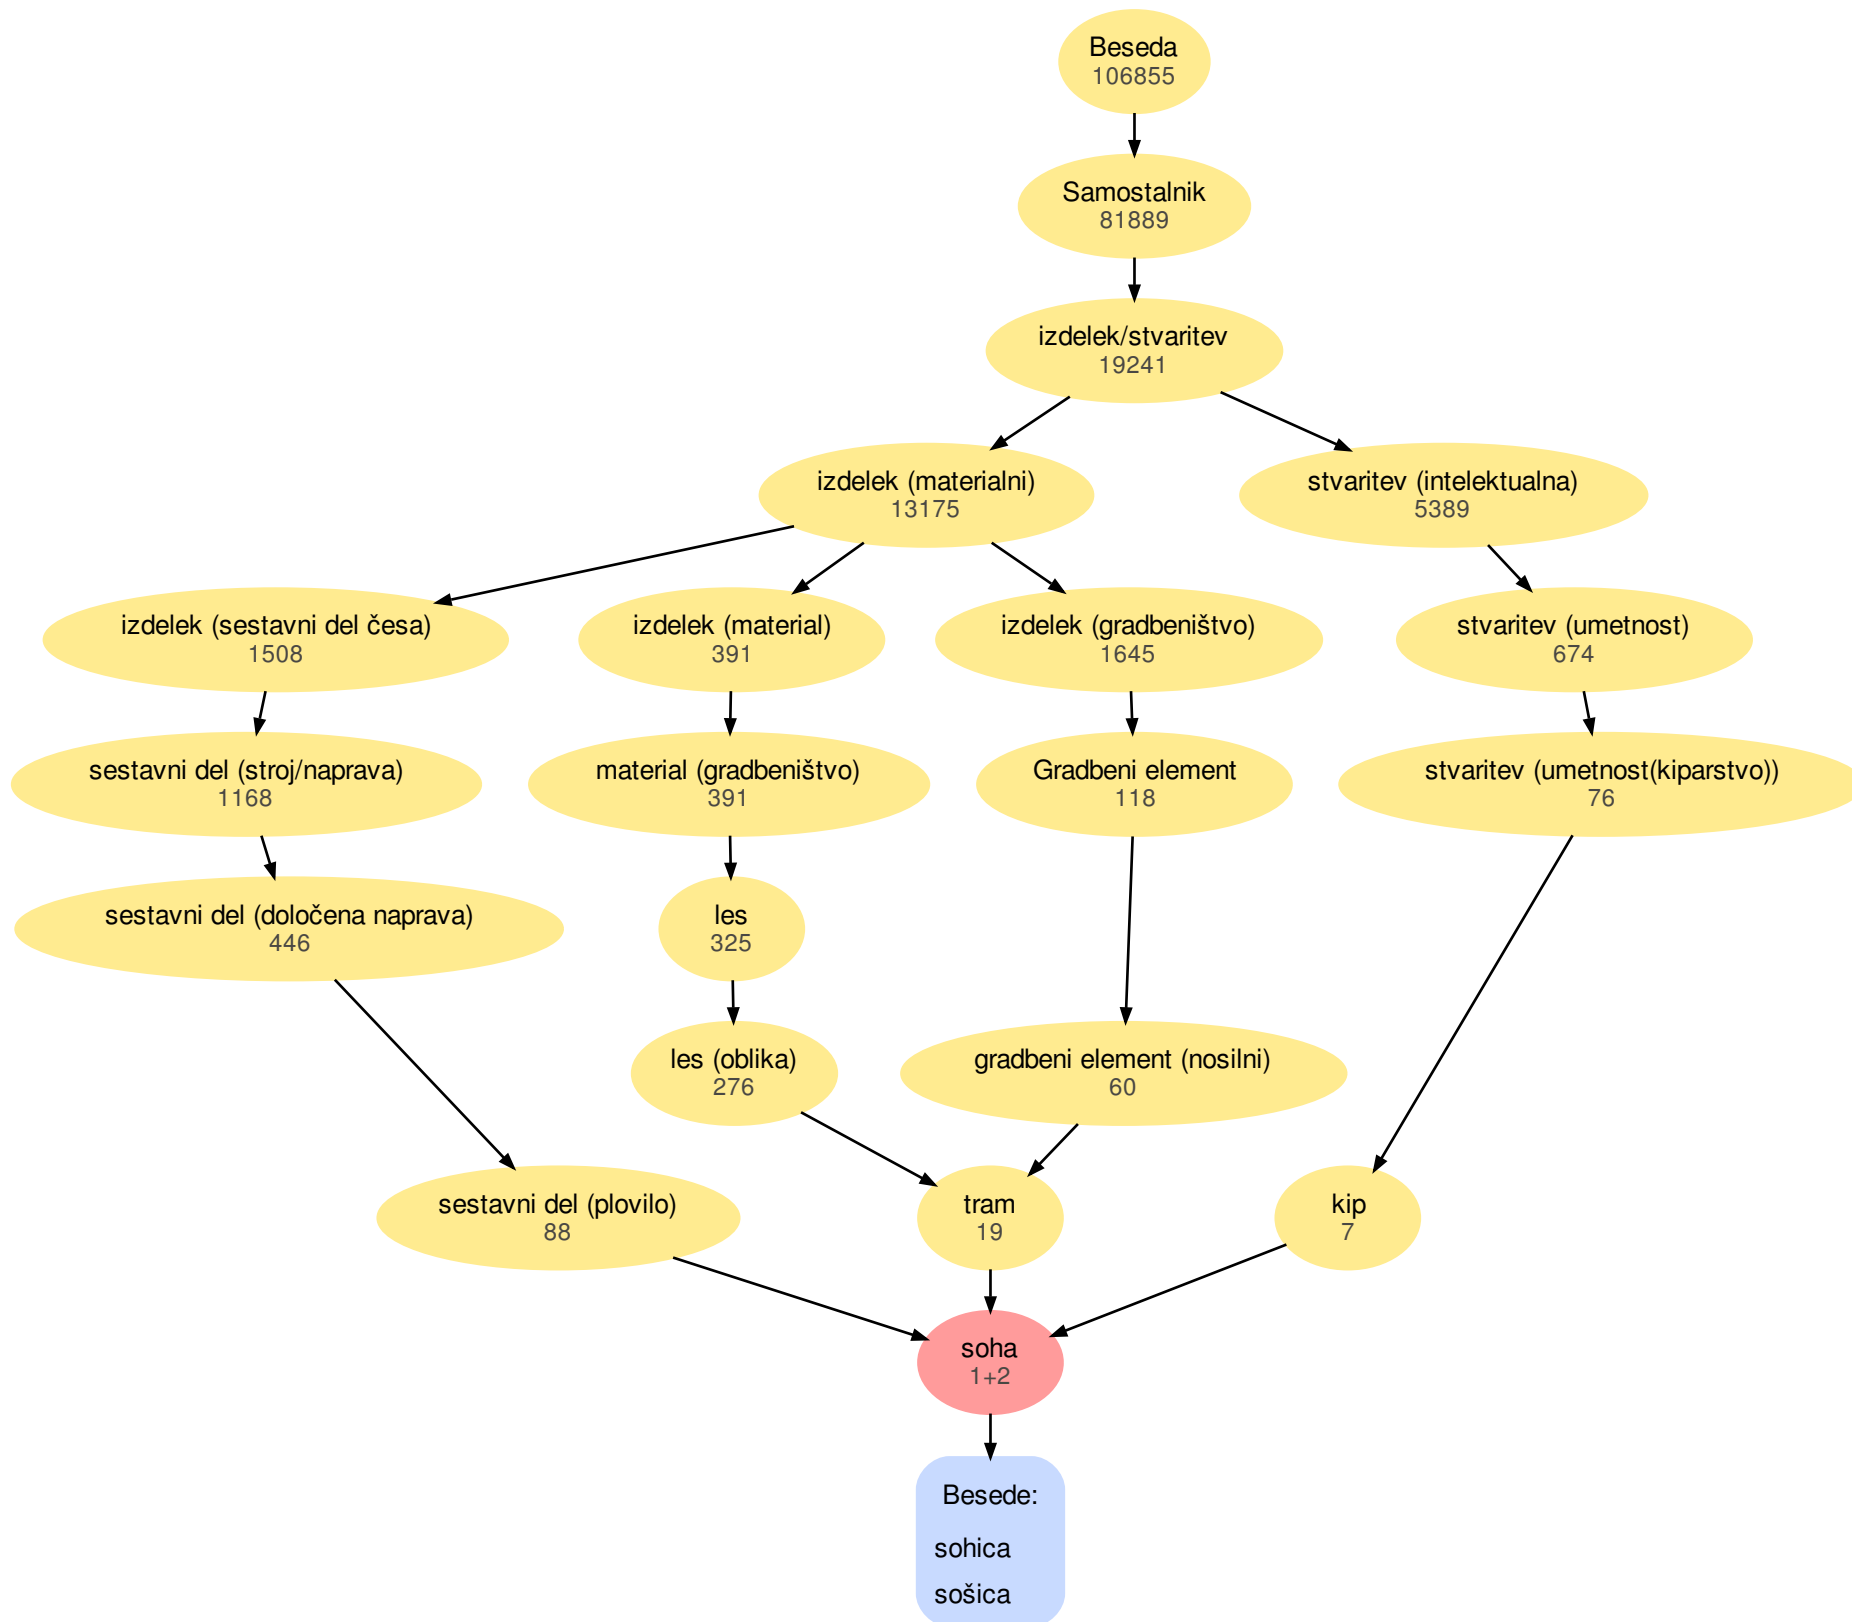 Beseda
106855
Samostalnik
81889
izdelek/stvaritev
19241
izdelek (materialni)
13175
stvaritev (intelektualna)
5389
izdelek (sestavni del česa)
1508
izdelek (material)
391
izdelek (gradbeništvo)
1645
stvaritev (umetnost)
674
sestavni del (stroj/naprava)
1168
material (gradbeništvo)
391
Gradbeni element
118
stvaritev (umetnost(kiparstvo))
76
sestavni del (določena naprava)
446
les
325
les (oblika)
276
gradbeni element (nosilni)
60
sestavni del (plovilo)
88
tram
19
kip
7
soha
1+2
Besede:
sohica
sošica